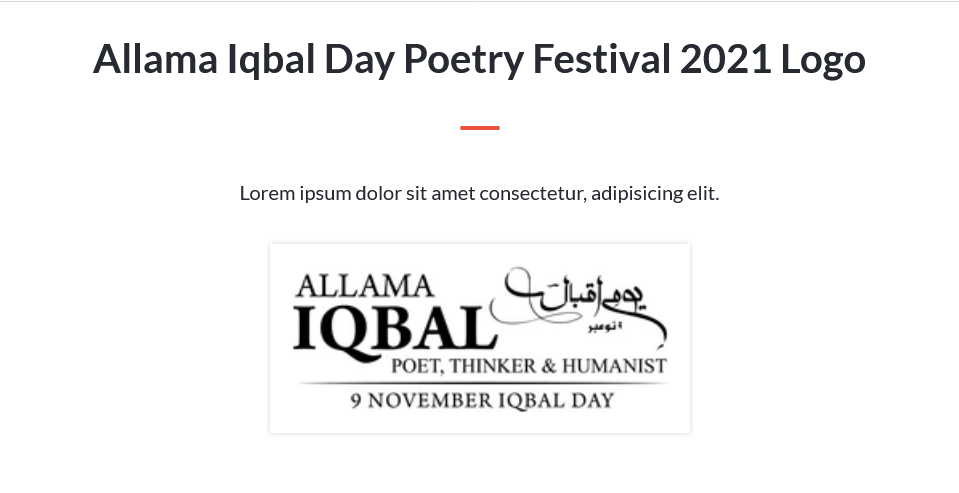 Allama Iqbal Day Poetry Festival 2021 Logo
Lorem ipsum dolor sit amet consectetur, adipisicing elit.
ALLAMA
یومِ اقبال
IQBAL
۹ نومبر
POET, THINKER & HUMANIST
9 NOVEMBER IQBAL DAY